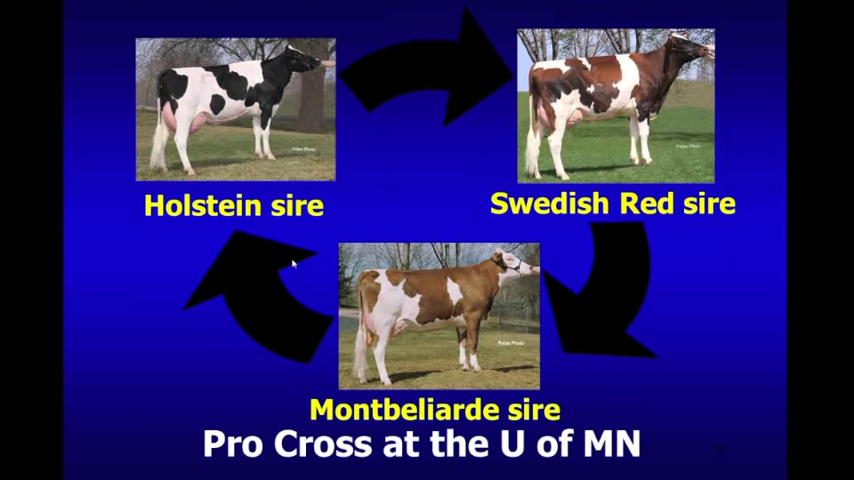 Holstein sire
Swedish Red sire
Montbeliarde sire
Pro Cross at the U of MN